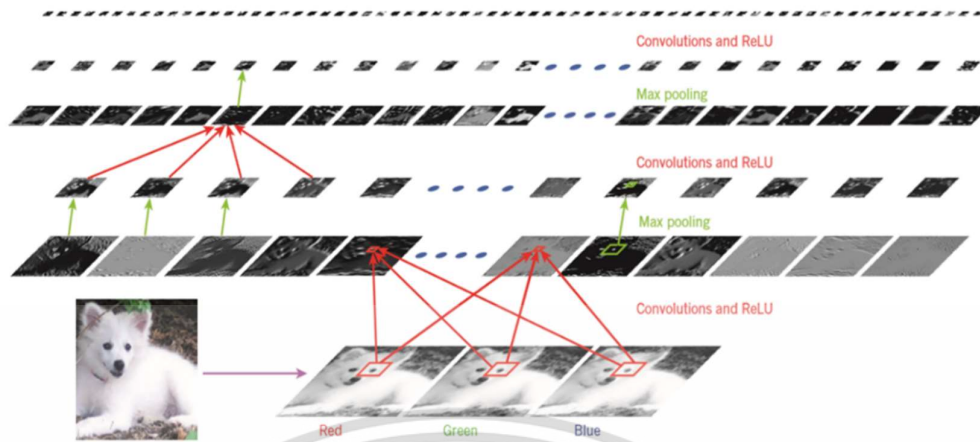 Convolutions and ReLU
Max pooling
Convolutions and ReLU
Max pooling
Convolutions and ReLU
Red Green Blue